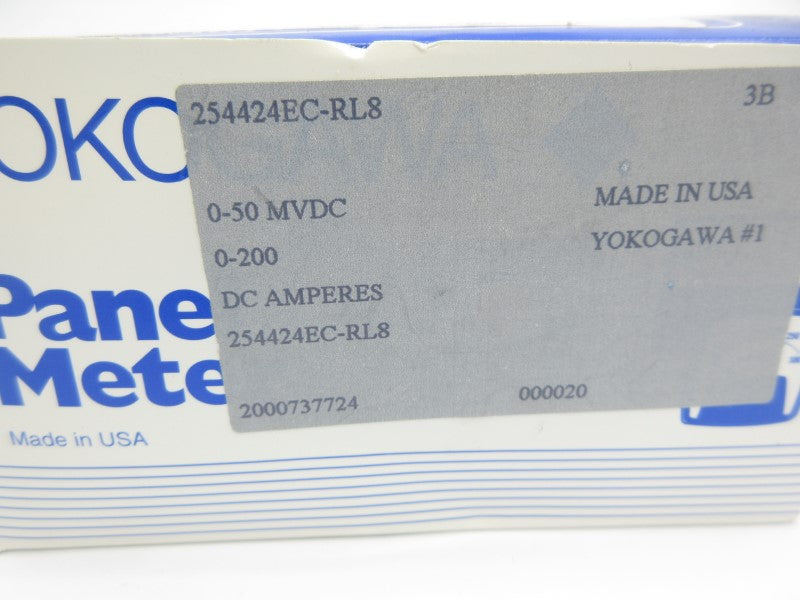 OKOGAWA
254424EC-RL8
3B
0-50 MVDC
MADE IN USA
0-200
YOKOGAWA #1
DC AMPERES
254424EC-RL8
2000737724
000020
Pane
Mete
Made in USA